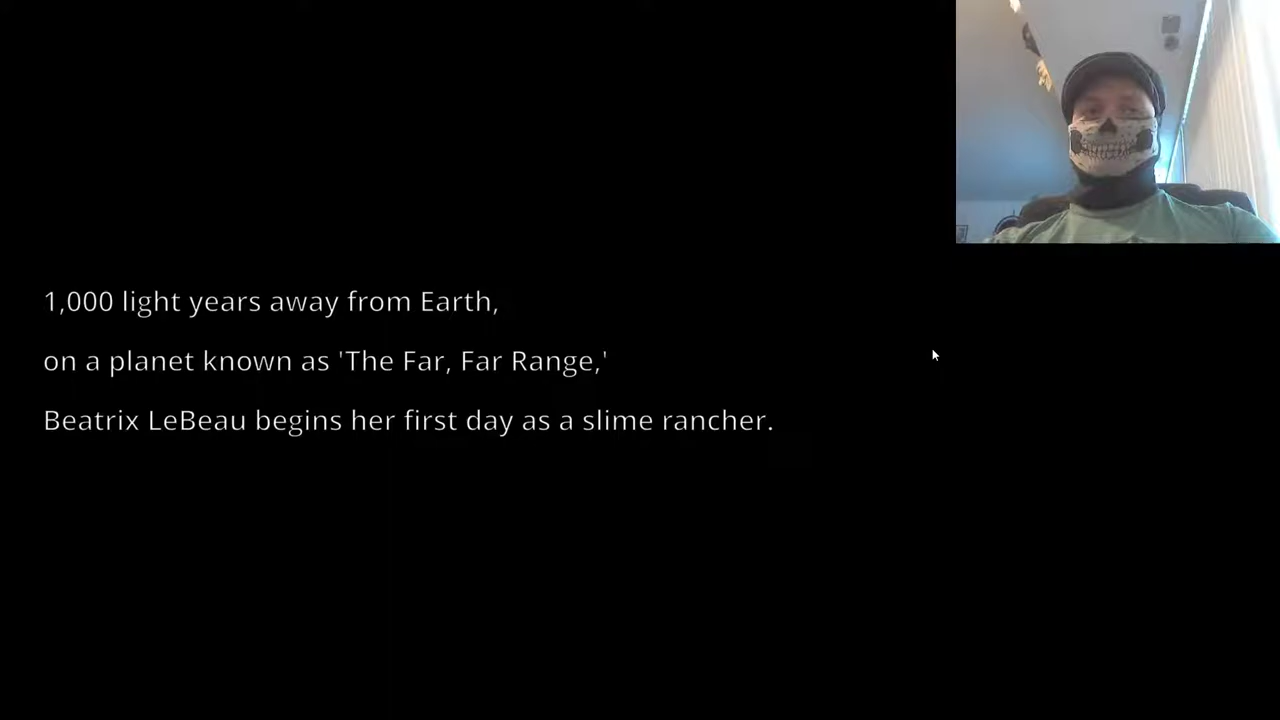 1,000 light years away from Earth,
on a planet known as 'The Far, Far Range,'
Beatrix LeBeau begins her first day as a slime rancher.